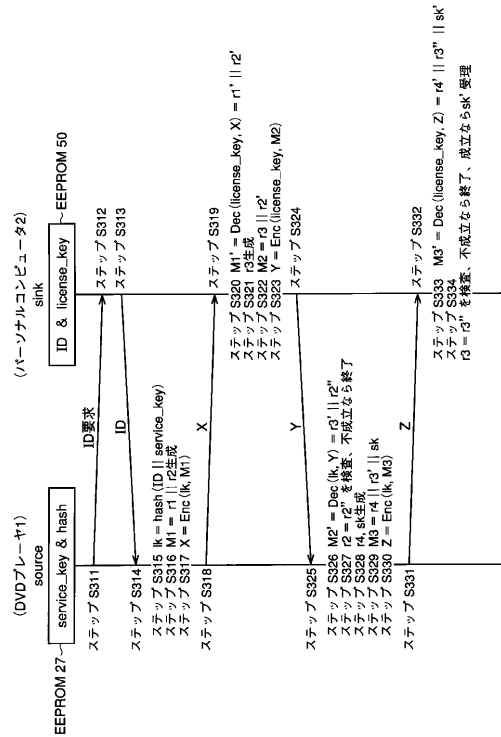 (DVDプレーヤ1)
source
EEPROM 27
service_key & hash
(パーソナルコンピュータ2)
sink
ID & license_key
EEPROM 50
ステップ S311
ID要求
ステップ S312
ステップ S313
ID
ステップ S314
ステップ S315 lk = hash (ID || service_key)
ステップ S316 M1 = r1 || r2生成
ステップ S317 X = Enc (lk, M1)
ステップ S318
X
ステップ S319
ステップ S320 M1' = Dec (license_key, X) = r1' || r2'
ステップ S321 r3生成
ステップ S322 M2 = r3 || r2'
ステップ S323 Y = Enc (license_key, M2)
ステップ S324
Y
ステップ S325
ステップ S326 M2' = Dec (lk, Y) = r3' || r2''
ステップ S327 r2 = r2'' を検査、不成立なら終了
ステップ S328 r4, sk生成
ステップ S329 M3 = r4 || r3' || sk
ステップ S330 Z = Enc (lk, M3)
ステップ S331
Z
ステップ S332
ステップ S333 M3' = Dec (license_key, Z) = r4' || r3'' || sk'
ステップ S334
r3 = r3'' を検査、不成立なら終了、成立ならsk' 受理